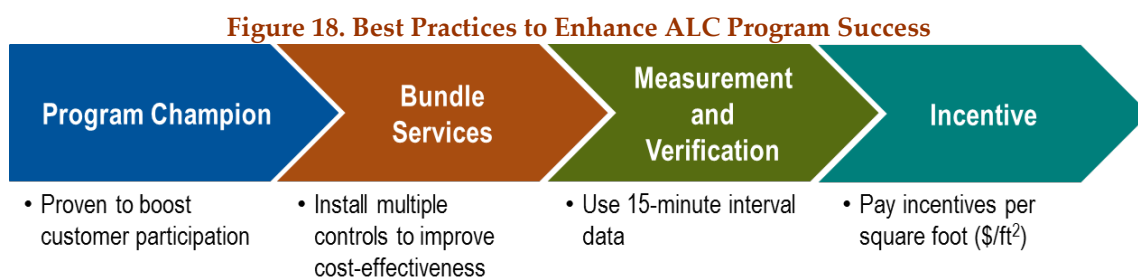 Figure 18. Best Practices to Enhance ALC Program Success
Program Champion
Bundle
Services
Measurement
and
Verification
Incentive
• Proven to boost
customer participation
• Install multiple
controls to improve
cost-effectiveness
• Use 15-minute interval
data
• Pay incentives per
square foot ($/ft²)